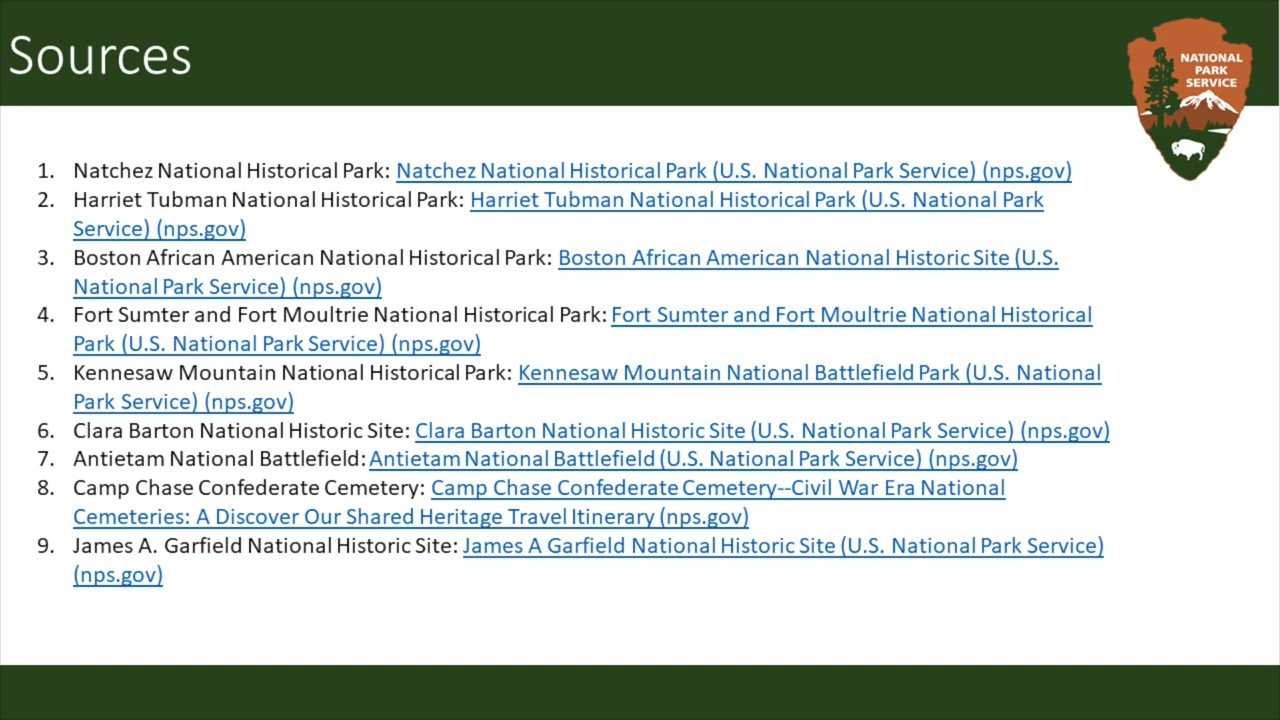 Sources
NATIONAL
PARK
SERVICE
1. Natchez National Historical Park: Natchez National Historical Park (U.S. National Park Service) (nps.gov)
2. Harriet Tubman National Historical Park: Harriet Tubman National Historical Park (U.S. National Park
Service) (nps.gov)
3. Boston African American National Historical Park: Boston African American National Historic Site (U.S.
National Park Service) (nps.gov)
4. Fort Sumter and Fort Moultrie National Historical Park: Fort Sumter and Fort Moultrie National Historical
Park (U.S. National Park Service) (nps.gov)
5. Kennesaw Mountain National Historical Park: Kennesaw Mountain National Battlefield Park (U.S. National
Park Service) (nps.gov)
6. Clara Barton National Historic Site: Clara Barton National Historic Site (U.S. National Park Service) (nps.gov)
7. Antietam National Battlefield: Antietam National Battlefield (U.S. National Park Service) (nps.gov)
8. Camp Chase Confederate Cemetery: Camp Chase Confederate Cemetery--Civil War Era National
Cemeteries: A Discover Our Shared Heritage Travel Itinerary (nps.gov)
9. James A. Garfield National Historic Site: James A Garfield National Historic Site (U.S. National Park Service)
(nps.gov)